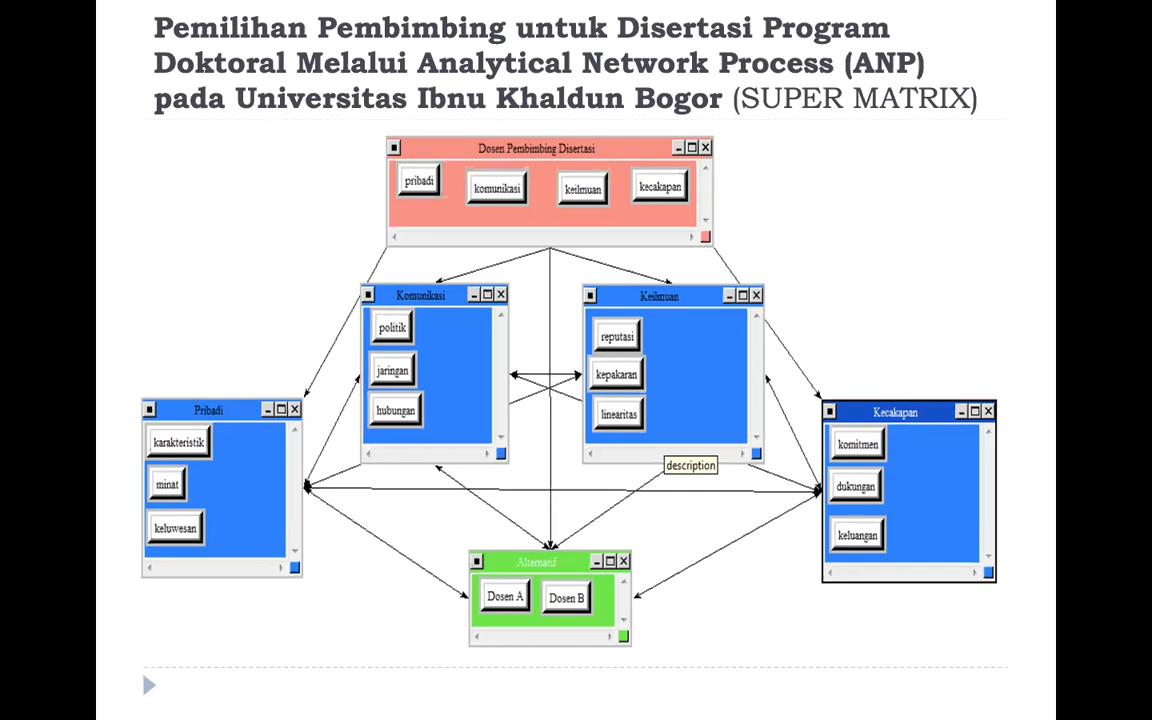 Pemilihan Pembimbing untuk Disertasi Program
Doktoral Melalui Analytical Network Process (ANP)
pada Universitas Ibnu Khaldun Bogor (SUPER MATRIX)
Dosen Pembimbing Disertasi
pribadi
komunikasi
keilmuan
kecakapan
Komunikasi
politik
jaringan
hubungan
Keilmuan
reputasi
kepakaran
linearitas
description
Pribadi
karakteristik
minat
keluwesan
Kecakapan
komitmen
dukungan
keluangan
Alternatif
Dosen A
Dosen B